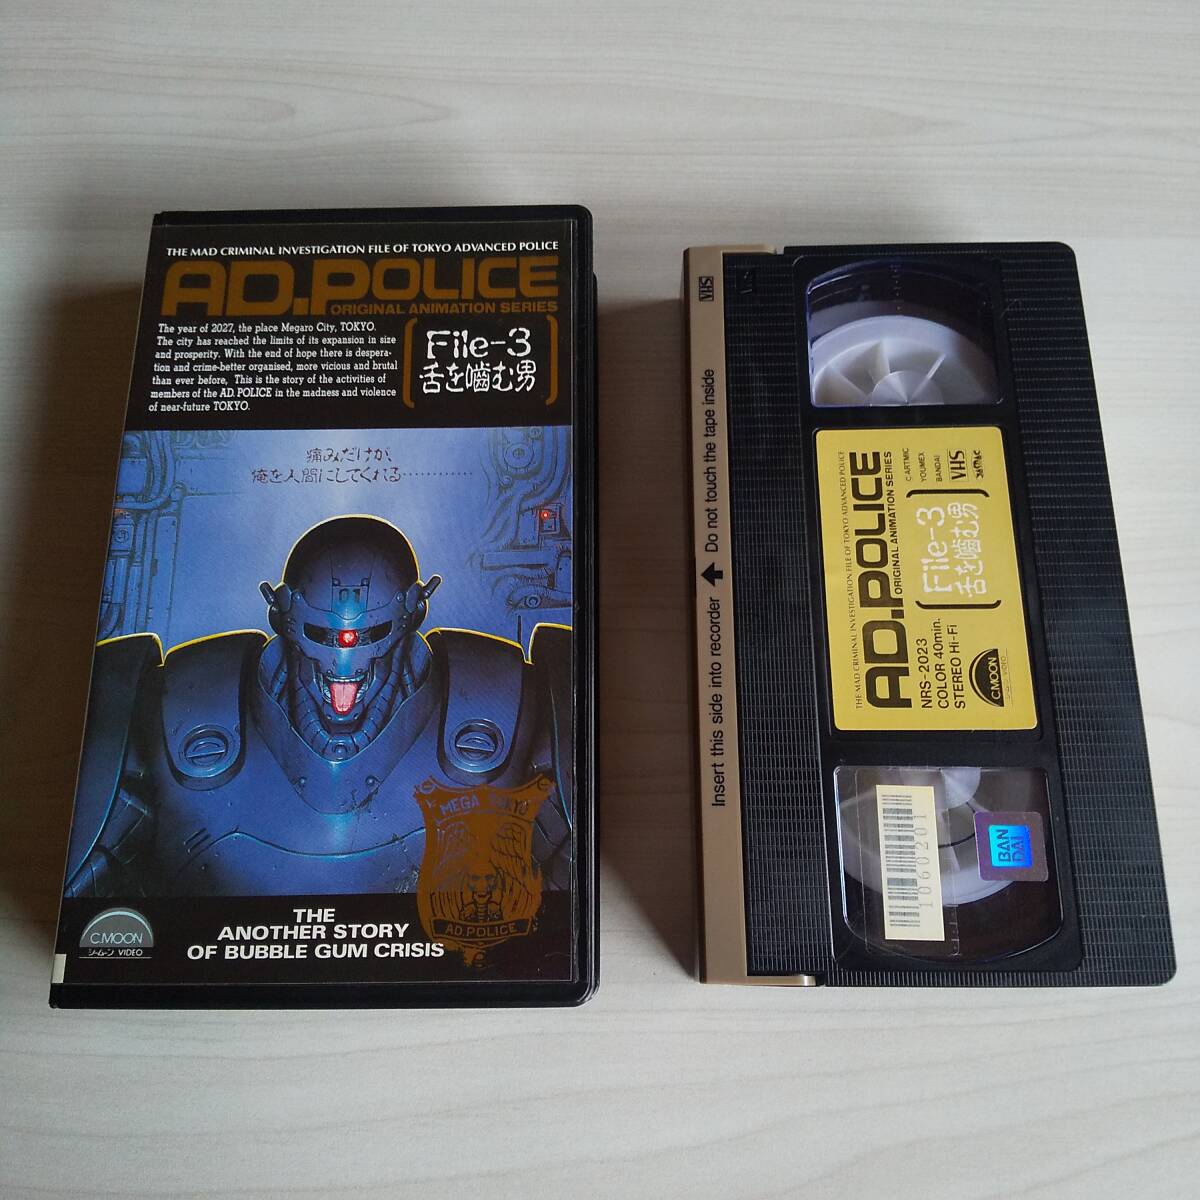 THE MAD CRIMINAL INVESTIGATION FILE OF TOKYO ADVANCED POLICE
AD.POLICE
ORIGINAL ANIMATION SERIES
The year of 2027, the place Megaro City, TOKYO.
The city has reached the limits of its expansion in size
and prosperity. With the end of hope there is despera-
tion and crime-better organised, more vicious and brutal
than ever before, This is the story of the activities of
members of the AD. POLICE in the madness and violence
of near-future TOKYO.
File-3
舌を噛む男
痛みだけが、
俺を人間にしてくれる…………
01
MEGA TOKYO
AD.POLICE
C.MOON
シームーン VIDEO
THE
ANOTHER STORY
OF BUBBLE GUM CRISIS
VHS
Insert this side into recorder
Do not touch the tape inside
THE MAD CRIMINAL INVESTIGATION FILE OF TOKYO ADVANCED POLICE
AD.POLICE
ORIGINAL ANIMATION SERIES
File-3
舌を噛む男
NRS-2023
COLOR 40min.
STEREO Hi-Fi
C.MOON
C-ARTMIC
YOUMEX
BANDAI
VHS
1060201
BAN
DAI